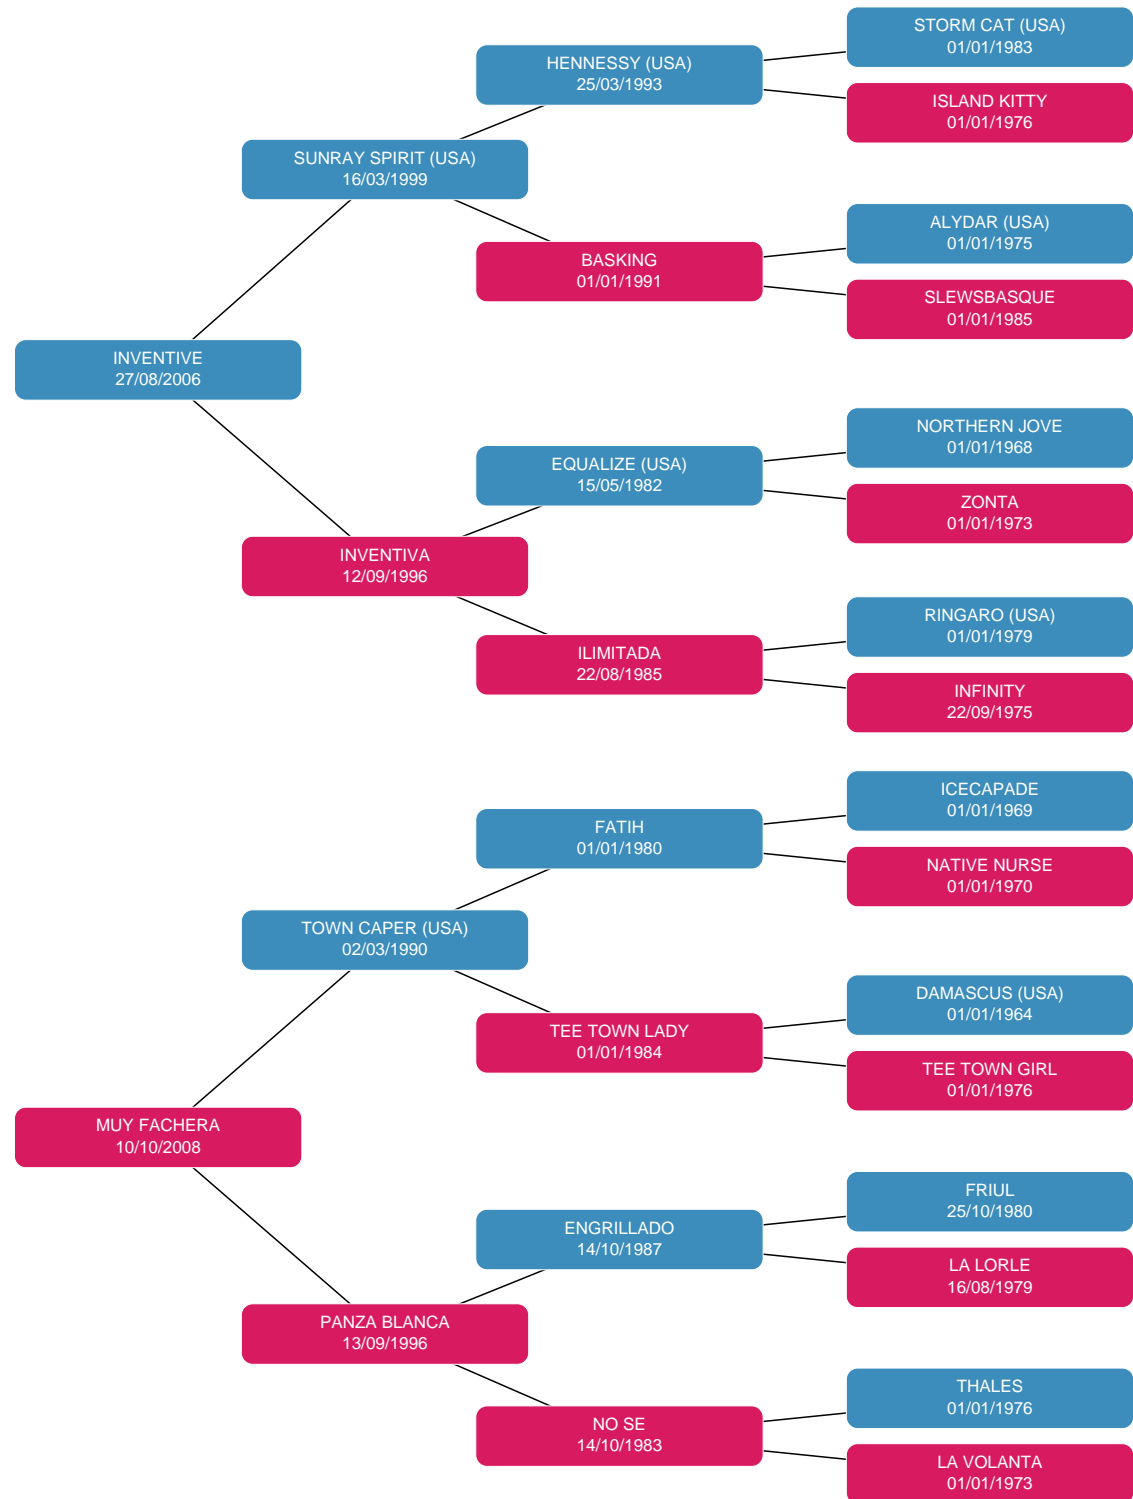 STORM CAT (USA)
01/01/1983
HENNESSY (USA)
25/03/1993
ISLAND KITTY
01/01/1976
SUNRAY SPIRIT (USA)
16/03/1999
ALYDAR (USA)
01/01/1975
BASKING
01/01/1991
SLEWSBASQUE
01/01/1985
INVENTIVE
27/08/2006
NORTHERN JOVE
01/01/1968
EQUALIZE (USA)
15/05/1982
ZONTA
01/01/1973
INVENTIVA
12/09/1996
RINGARO (USA)
01/01/1979
ILIMITADA
22/08/1985
INFINITY
22/09/1975
ICECAPADE
01/01/1969
FATIH
01/01/1980
NATIVE NURSE
01/01/1970
TOWN CAPER (USA)
02/03/1990
DAMASCUS (USA)
01/01/1964
TEE TOWN LADY
01/01/1984
TEE TOWN GIRL
01/01/1976
MUY FACHERA
10/10/2008
FRIUL
25/10/1980
ENGRILLADO
14/10/1987
LA LORLE
16/08/1979
PANZA BLANCA
13/09/1996
THALES
01/01/1976
NO SE
14/10/1983
LA VOLANTA
01/01/1973